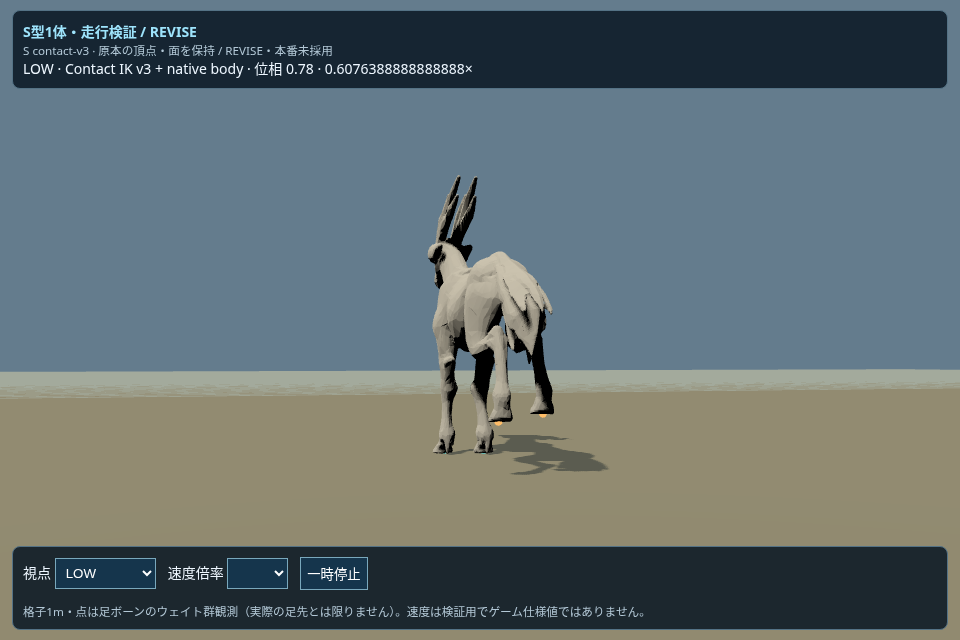 S型1体・走行検証 / REVISE
S contact-v3 · 原本の頂点・面を保持 / REVISE・本番未採用
LOW · Contact IK v3 + native body · 位相 0.78 · 0.6076388888888888×
視点 LOW 速度倍率 一時停止
格子1m・点は足ボーンのウェイト群観測（実際の足先とは限りません）。速度は検証用でゲーム仕様値ではありません。